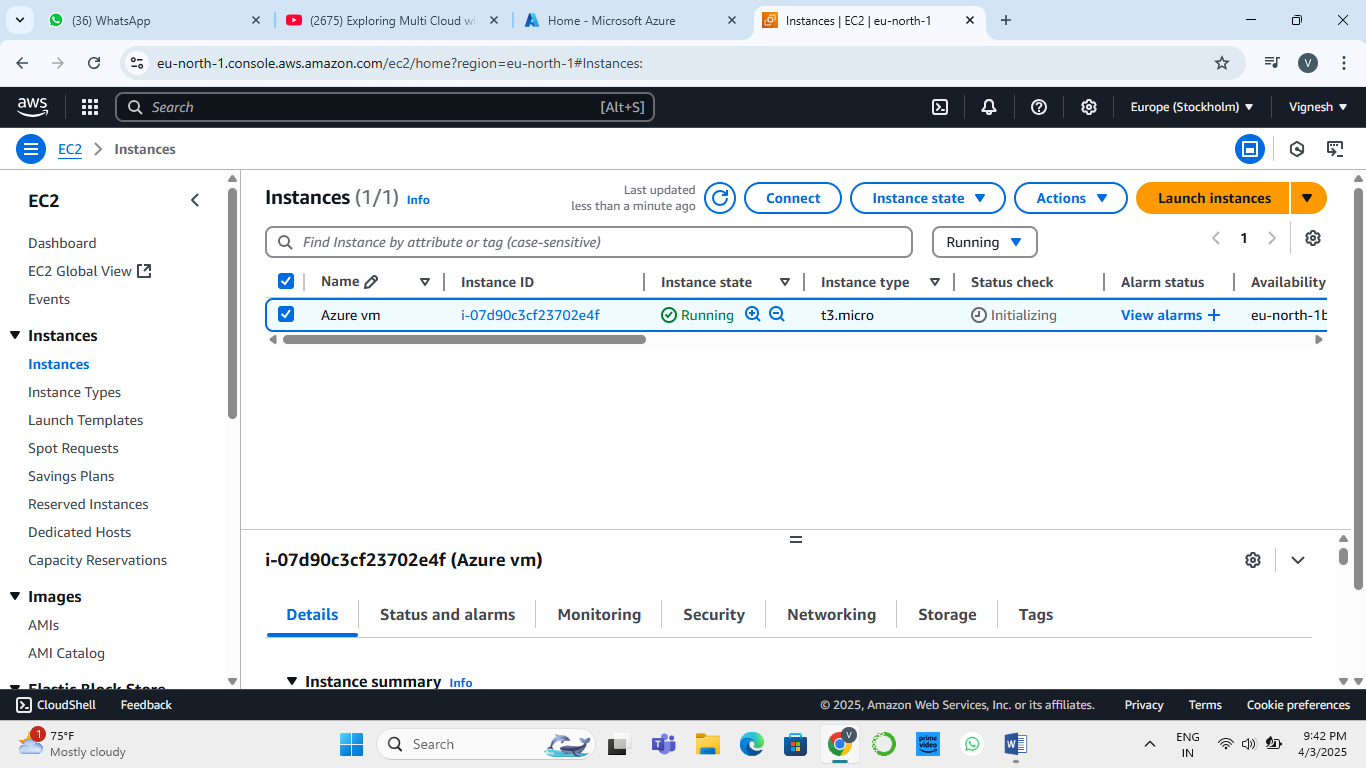 (36) WhatsApp
(2675) Exploring Multi Cloud wi
Home - Microsoft Azure
Instances | EC2 | eu-north-1
eu-north-1.console.aws.amazon.com/ec2/home?region=eu-north-1#Instances:
V
aws
Search
[Alt+S]
Europe (Stockholm)
Vignesh
EC2
Instances
EC2
Dashboard
EC2 Global View
Events
Instances
Instances
Instance Types
Launch Templates
Spot Requests
Savings Plans
Reserved Instances
Dedicated Hosts
Capacity Reservations
Images
AMIs
AMI Catalog
Elastic Block Store
Instances (1/1) Info
Last updated
less than a minute ago
Connect
Instance state
Actions
Launch instances
Find Instance by attribute or tag (case-sensitive)
Running
1
Name
Instance ID
Instance state
Instance type
Status check
Alarm status
Availability
Azure vm
i-07d90c3cf23702e4f
Running
t3.micro
Initializing
View alarms +
eu-north-1b
i-07d90c3cf23702e4f (Azure vm)
Details
Status and alarms
Monitoring
Security
Networking
Storage
Tags
Instance summary Info
CloudShell
Feedback
© 2025, Amazon Web Services, Inc. or its affiliates.
Privacy
Terms
Cookie preferences
1
75°F
Mostly cloudy
Search
V
prime
video
W
ENG
IN
9:42 PM
4/3/2025